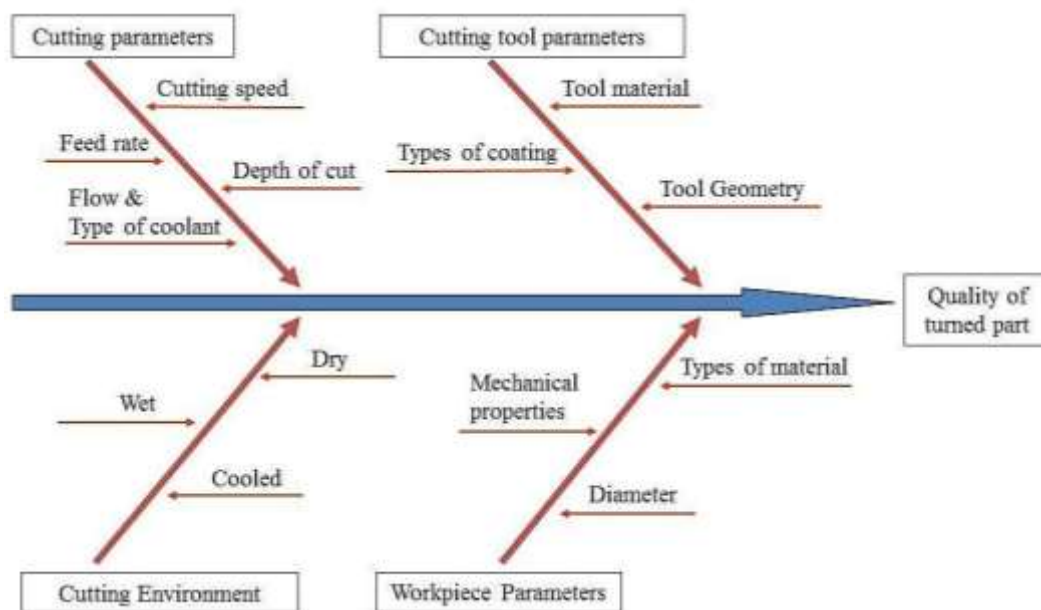 Cutting parameters
Cutting tool parameters
Cutting speed
Tool material
Feed rate
Types of coating
Depth of cut
Tool Geometry
Flow &
Type of coolant
Quality of
turned part
Dry
Types of material
Mechanical
properties
Wet
Cooled
Diameter
Cutting Environment
Workpiece Parameters